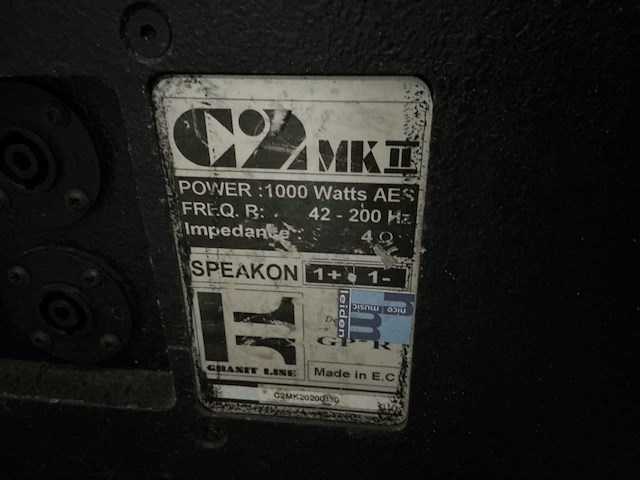 C2 MK II
POWER : 1000 Watts AES
FREQ. R: 42 - 200 Hz
Impedance : 4 Ω
SPEAKON 1+ 1-
nice
music
leiden
GRANIT LINE
Made in E.C